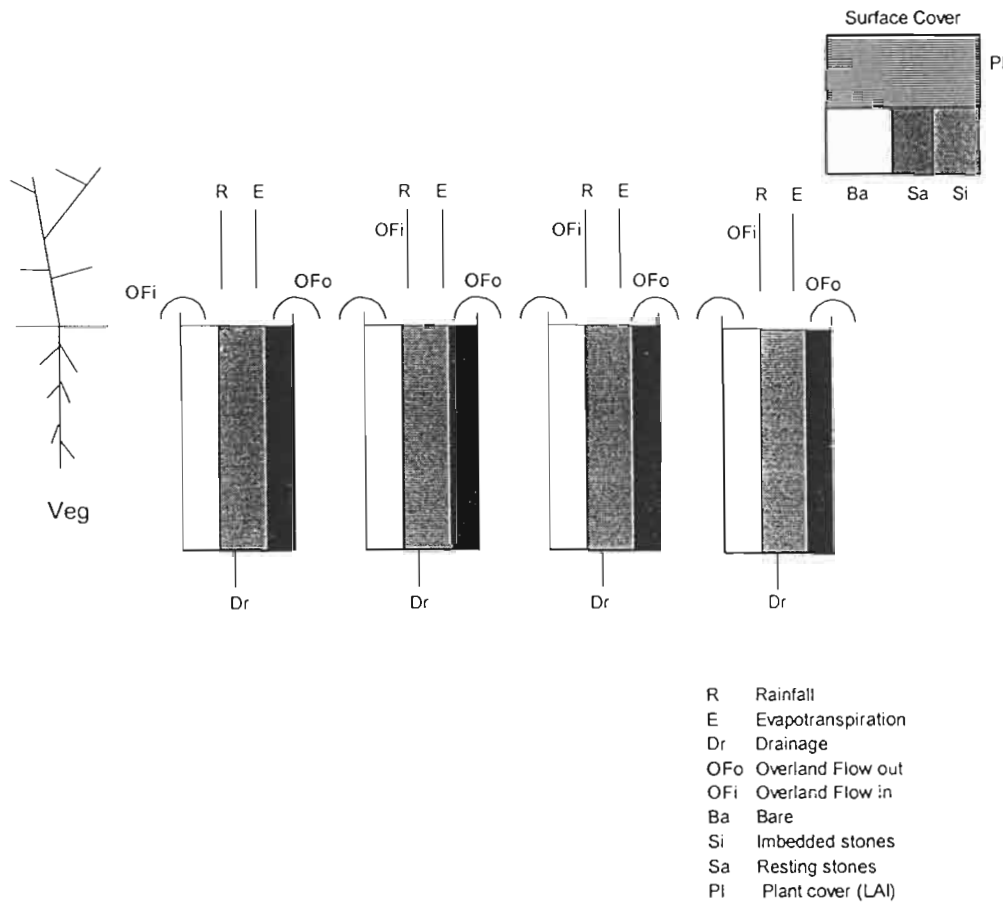 Surface Cover
Pl
Ba Sa Si
R E
R E
R E
R E
OFi
OFi
OFi
OFi
OFo
OFo
OFo
OFo
Veg
Dr
Dr
Dr
Dr
R Rainfall
E Evapotranspiration
Dr Drainage
OFo Overland Flow out
OFi Overland Flow in
Ba Bare
Si Imbedded stones
Sa Resting stones
Pl Plant cover (LAI)